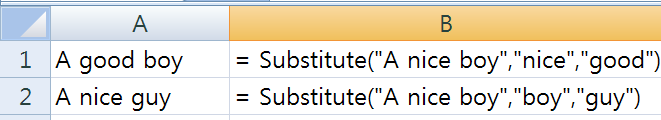 A B
1 A good boy = Substitute("A nice boy","nice","good")
2 A nice guy = Substitute("A nice boy","boy","guy")